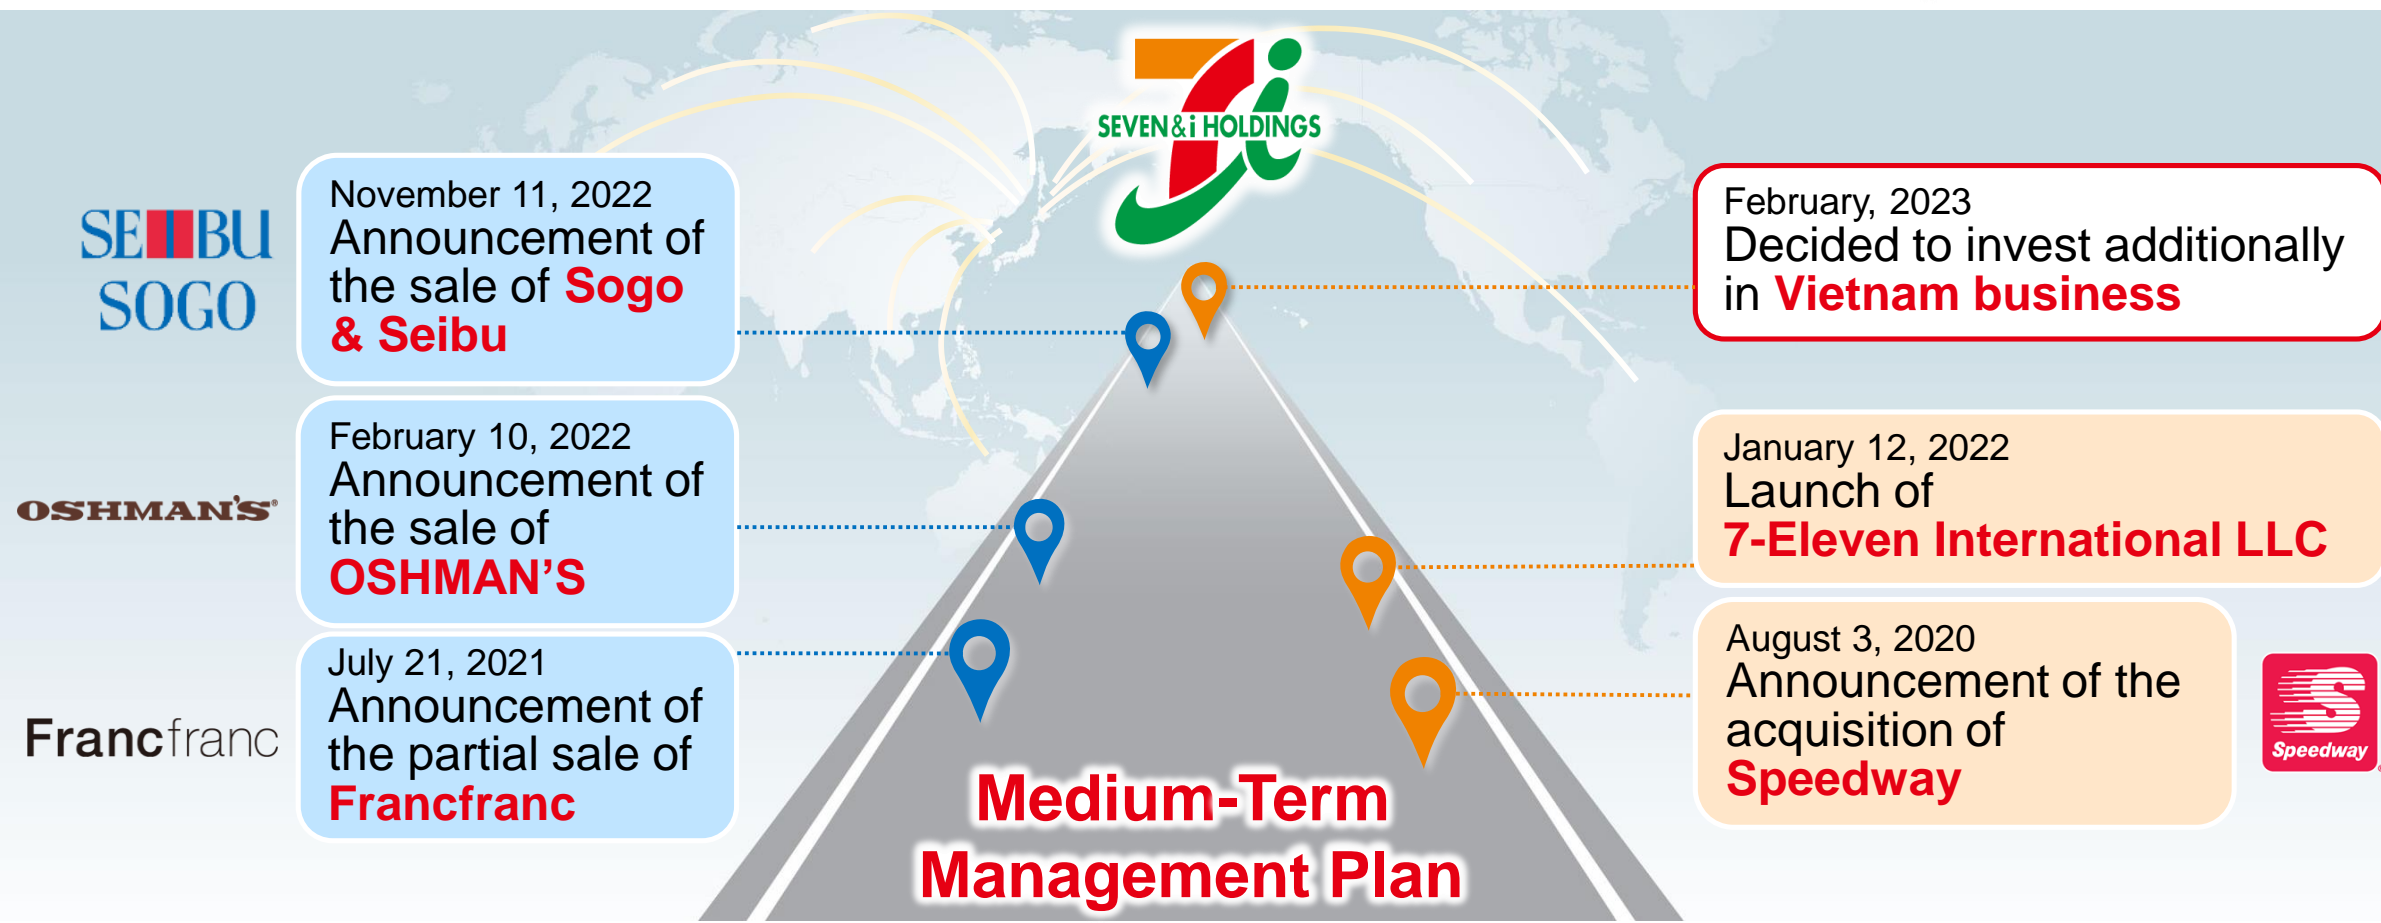 SEVEN&i HOLDINGS
SEIBU
SOGO
November 11, 2022
Announcement of
the sale of Sogo
& Seibu
OSHMAN'S®
February 10, 2022
Announcement of
the sale of
OSHMAN’S
Francfranc
July 21, 2021
Announcement of
the partial sale of
Francfranc
February, 2023
Decided to invest additionally
in Vietnam business
January 12, 2022
Launch of
7-Eleven International LLC
August 3, 2020
Announcement of the
acquisition of
Speedway
S
Speedway
Medium-Term
Management Plan